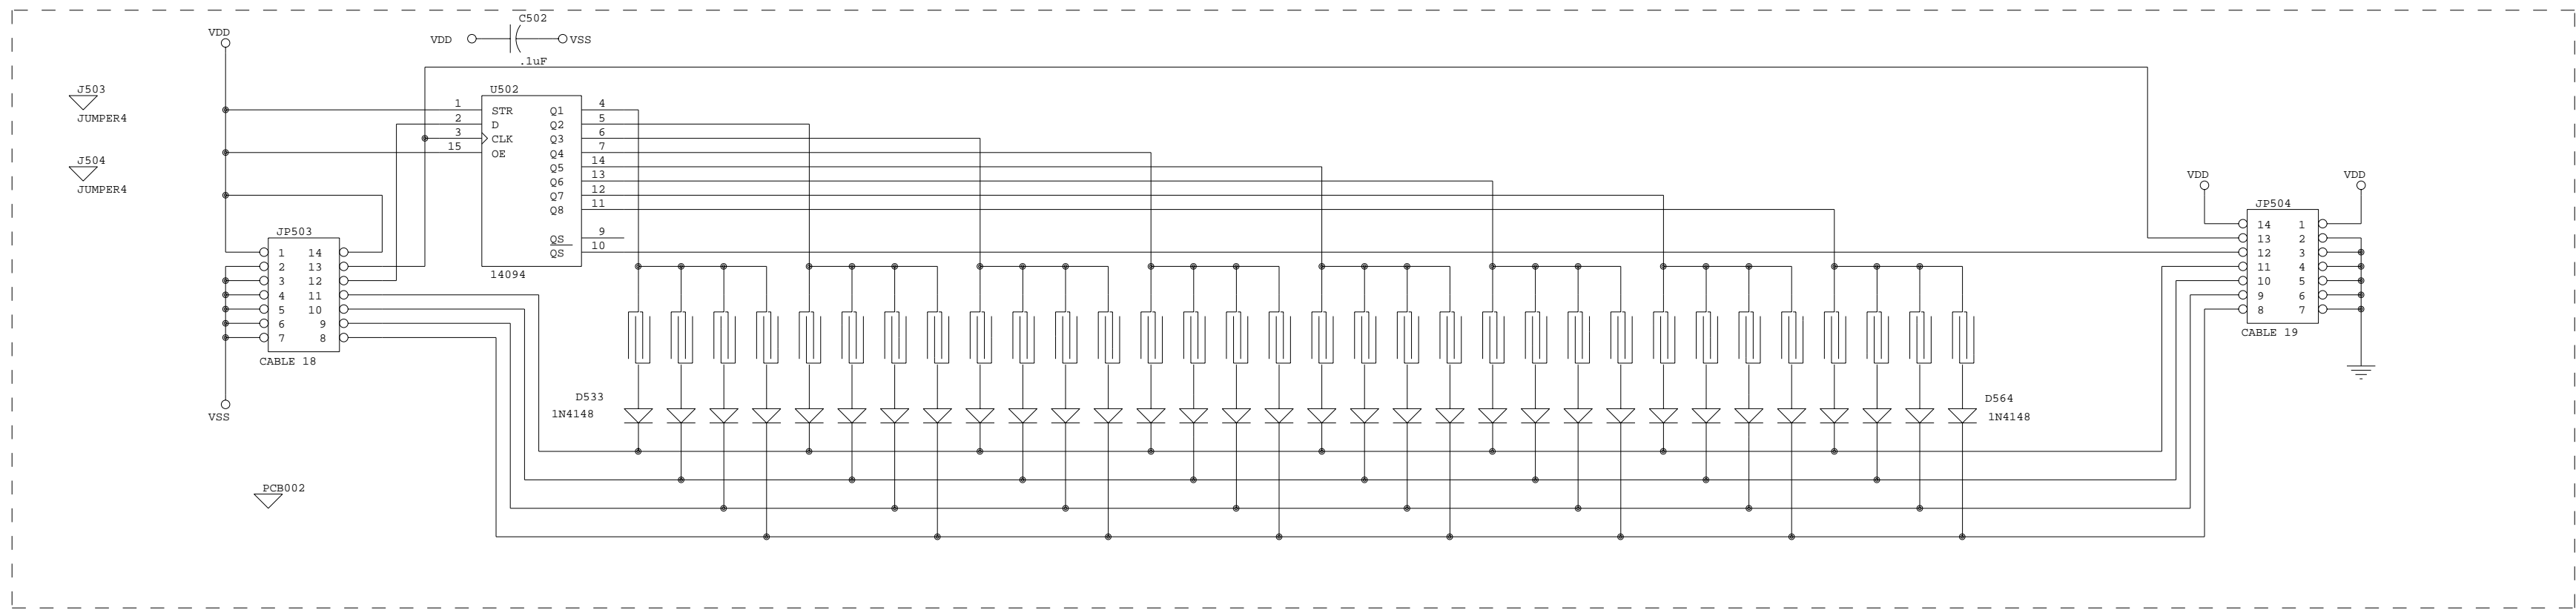 C502
VDD
VDD
VSS
.1uF
J503
JUMPER4
J504
JUMPER4
U502
1 STR Q1 4
2 D Q2 5
3 CLK Q3 6
15 OE Q4 7
Q5 14
Q6 13
Q7 12
Q8 11
QS 9
QS 10
14094
JP503
1 14
2 13
3 12
4 11
5 10
6 9
7 8
CABLE 18
VSS
VDD
VDD
JP504
14 1
13 2
12 3
11 4
10 5
9 6
8 7
CABLE 19
D533
1N4148
D564
1N4148
PCB002